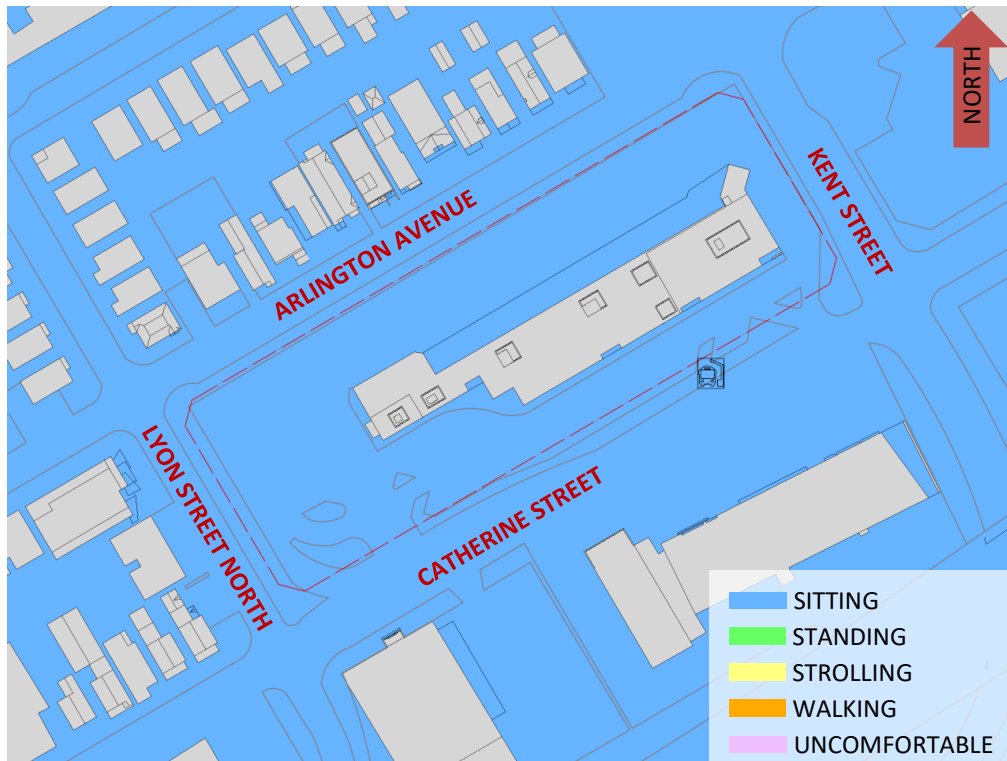 NORTH
KENT STREET
ARLINGTON AVENUE
LYON STREET NORTH
CATHERINE STREET
SITTING
STANDING
STROLLING
WALKING
UNCOMFORTABLE